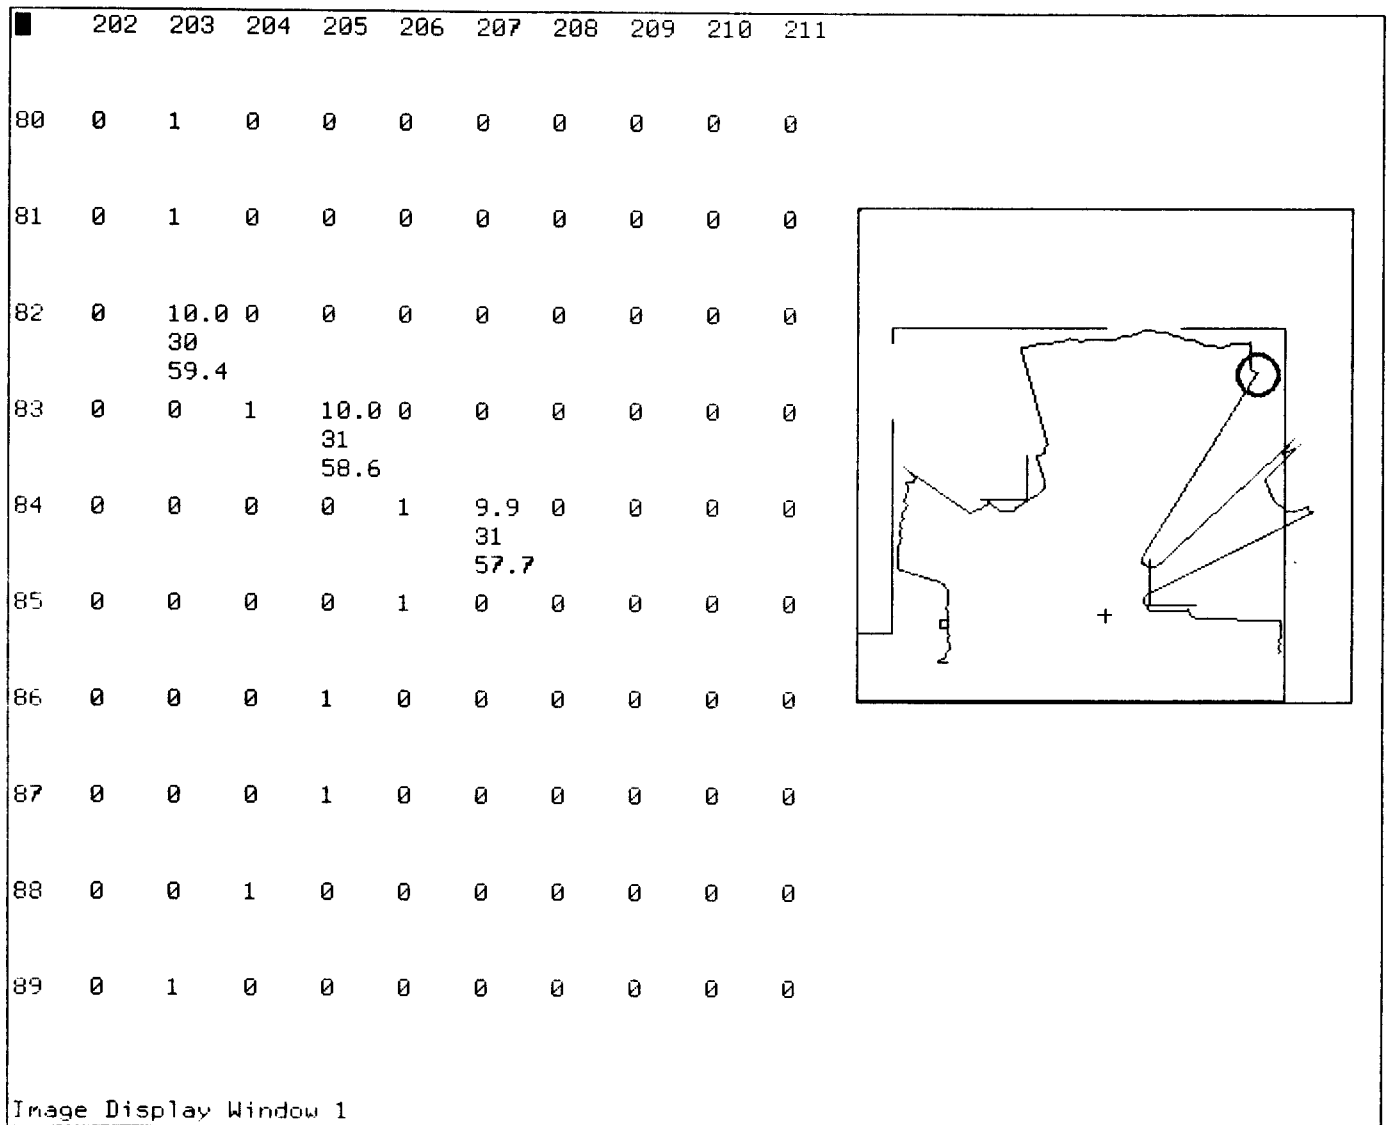 202 203 204 205 206 207 208 209 210 211
80 0 1 0 0 0 0 0 0 0 0
81 0 1 0 0 0 0 0 0 0 0
82 0 10.0 0 0 0 0 0 0 0 0
30
59.4
83 0 0 1 10.0 0 0 0 0 0 0
31
58.6
84 0 0 0 0 1 9.9 0 0 0 0
31
57.7
85 0 0 0 0 1 0 0 0 0 0
86 0 0 0 1 0 0 0 0 0 0
87 0 0 0 1 0 0 0 0 0 0
88 0 0 1 0 0 0 0 0 0 0
89 0 1 0 0 0 0 0 0 0 0
Image Display Window 1